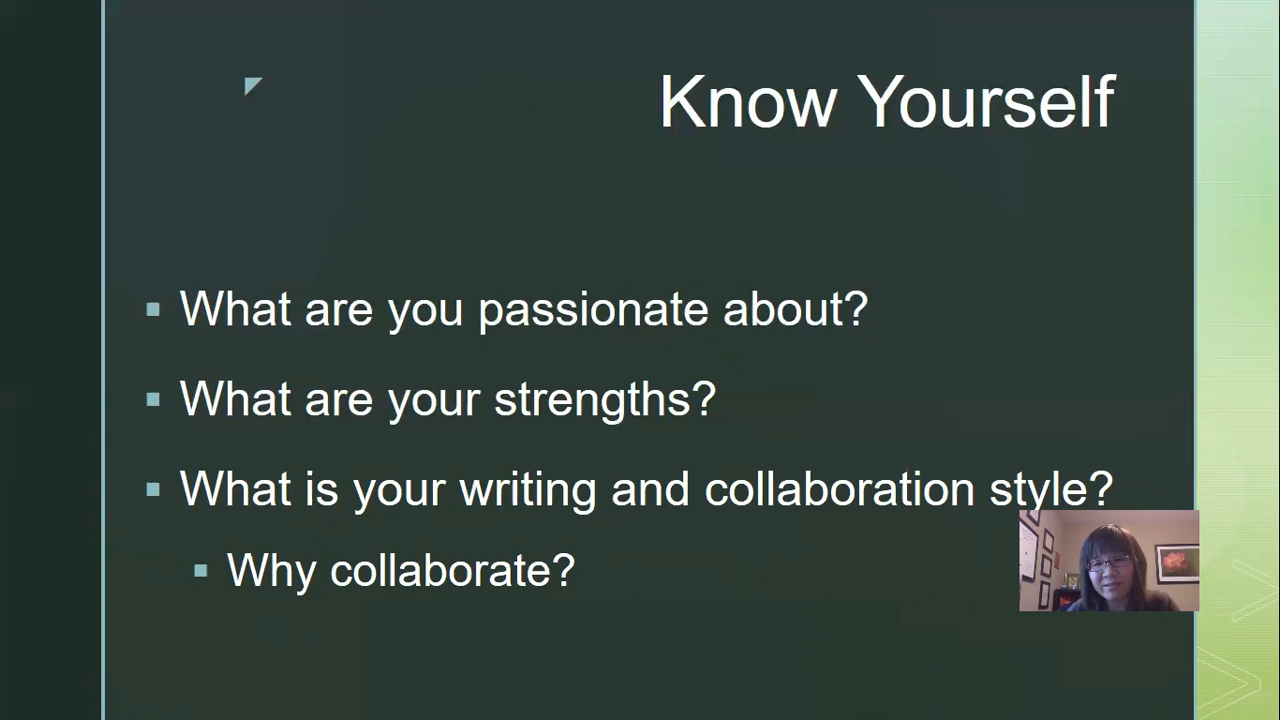 Know Yourself
What are you passionate about?
What are your strengths?
What is your writing and collaboration style?
Why collaborate?